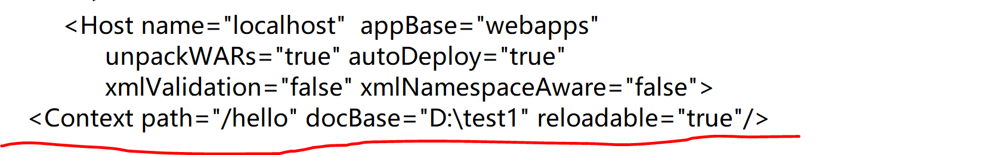 <Host name="localhost"  appBase="webapps"
unpackWARs="true" autoDeploy="true"
xmlValidation="false" xmlNamespaceAware="false">
<Context path="/hello" docBase="D:\test1" reloadable="true"/>